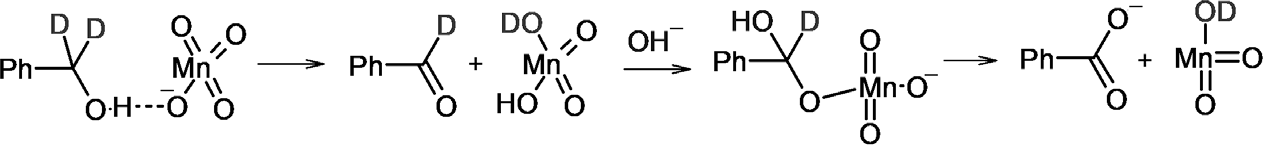 D D
Ph
O H O⁻
O O
Mn
O
D
Ph
O
+
DO O
Mn
HO O
OH⁻
HO
D
Ph
O
O
Mn O⁻
O
O⁻
Ph
O
+
OD
Mn O
O